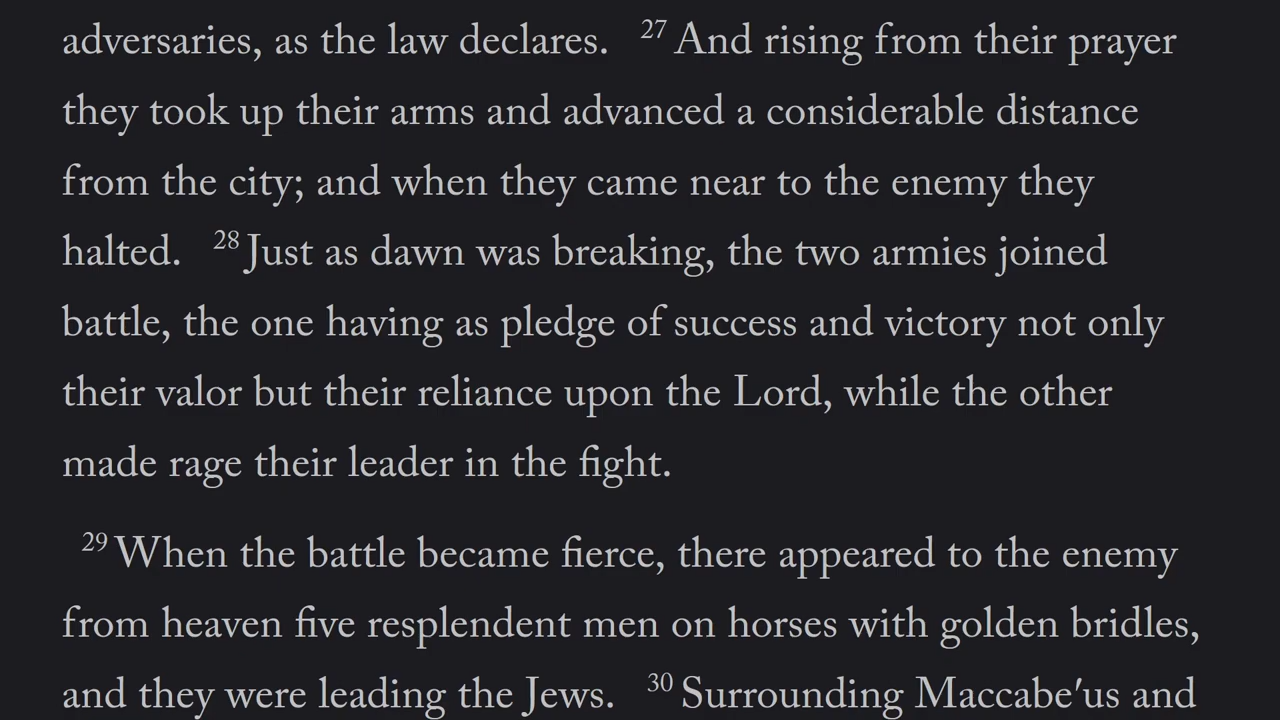 adversaries, as the law declares. 27 And rising from their prayer
they took up their arms and advanced a considerable distance
from the city; and when they came near to the enemy they
halted. 28 Just as dawn was breaking, the two armies joined
battle, the one having as pledge of success and victory not only
their valor but their reliance upon the Lord, while the other
made rage their leader in the fight.
29 When the battle became fierce, there appeared to the enemy
from heaven five resplendent men on horses with golden bridles,
and they were leading the Jews. 30 Surrounding Maccabe′us and